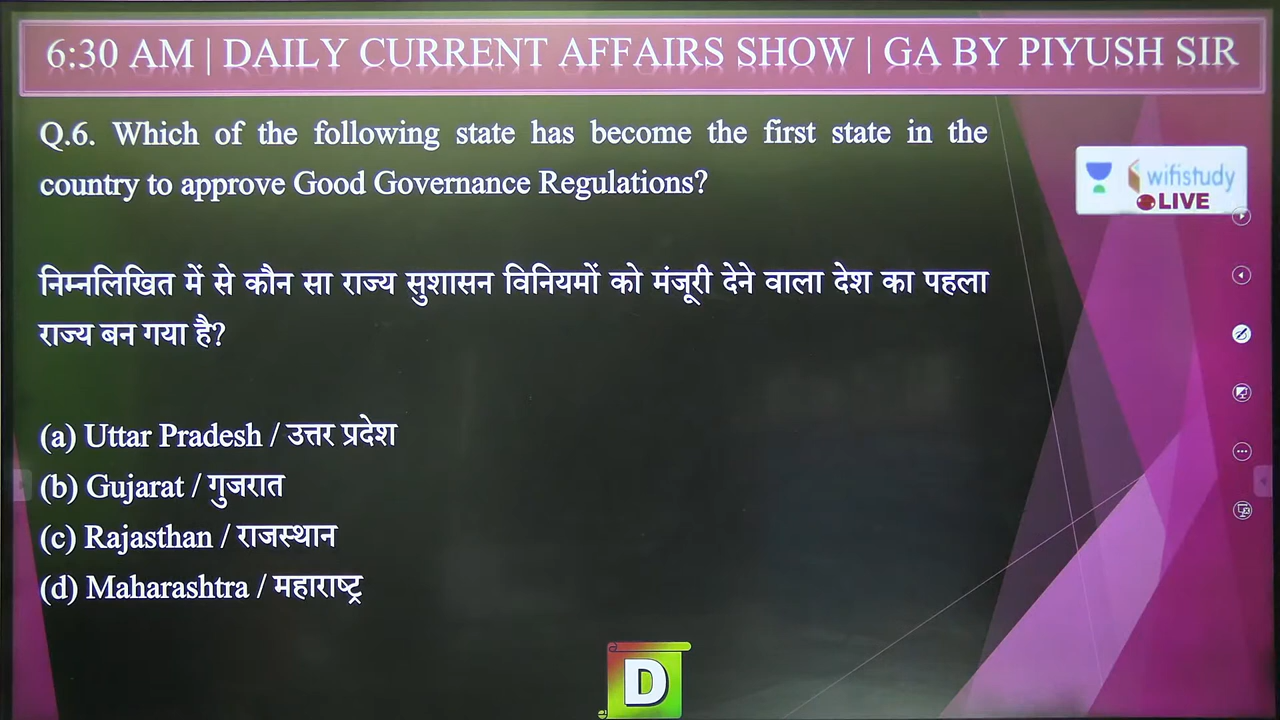 6:30 AM | DAILY CURRENT AFFAIRS SHOW | GA BY PIYUSH SIR
Q.6. Which of the following state has become the first state in the
country to approve Good Governance Regulations?
wifistudy
LIVE
निम्नलिखित में से कौन सा राज्य सुशासन विनियमों को मंजूरी देने वाला देश का पहला
राज्य बन गया है?
(a) Uttar Pradesh / उत्तर प्रदेश
(b) Gujarat / गुजरात
(c) Rajasthan / राजस्थान
(d) Maharashtra / महाराष्ट्र
D